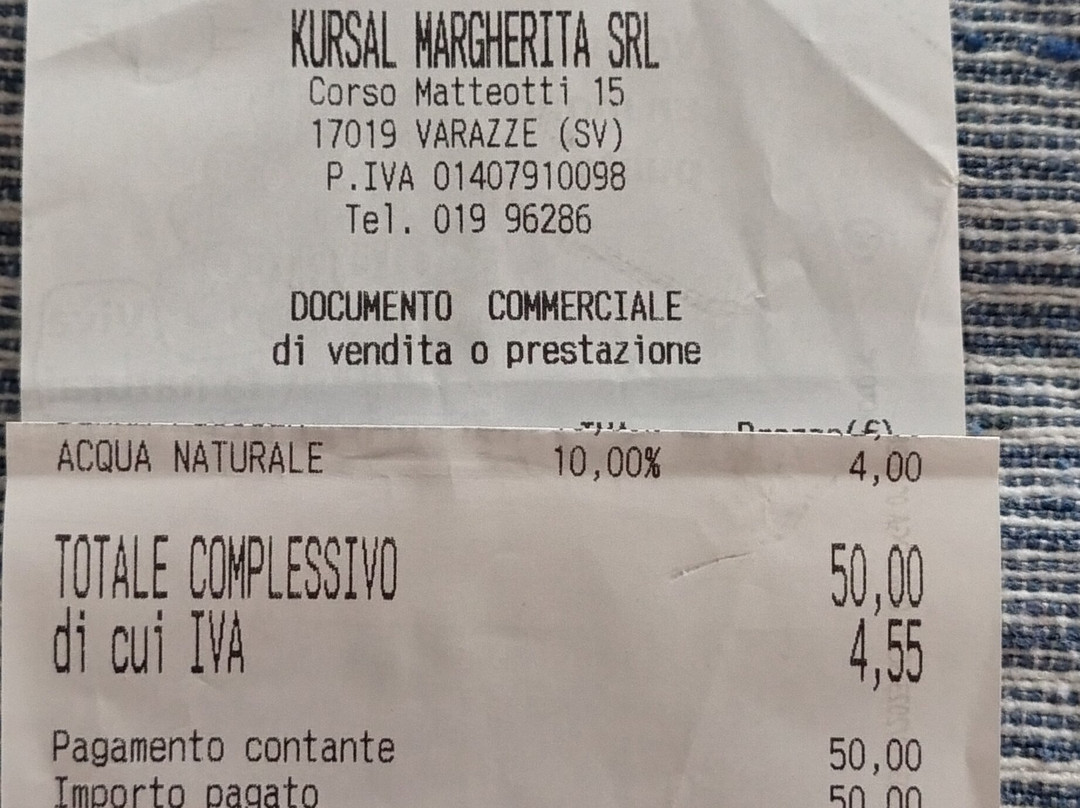 KURSAL MARGHERITA SRL
Corso Matteotti 15
17019 VARAZZE (SV)
P.IVA 01407910098
Tel. 019 96286
DOCUMENTO COMMERCIALE
di vendita o prestazione
Prezzo(€)
ACQUA NATURALE 10,00% 4,00
TOTALE COMPLESSIVO 50,00
di cui IVA 4,55
Pagamento contante 50,00
Importo pagato 50,00